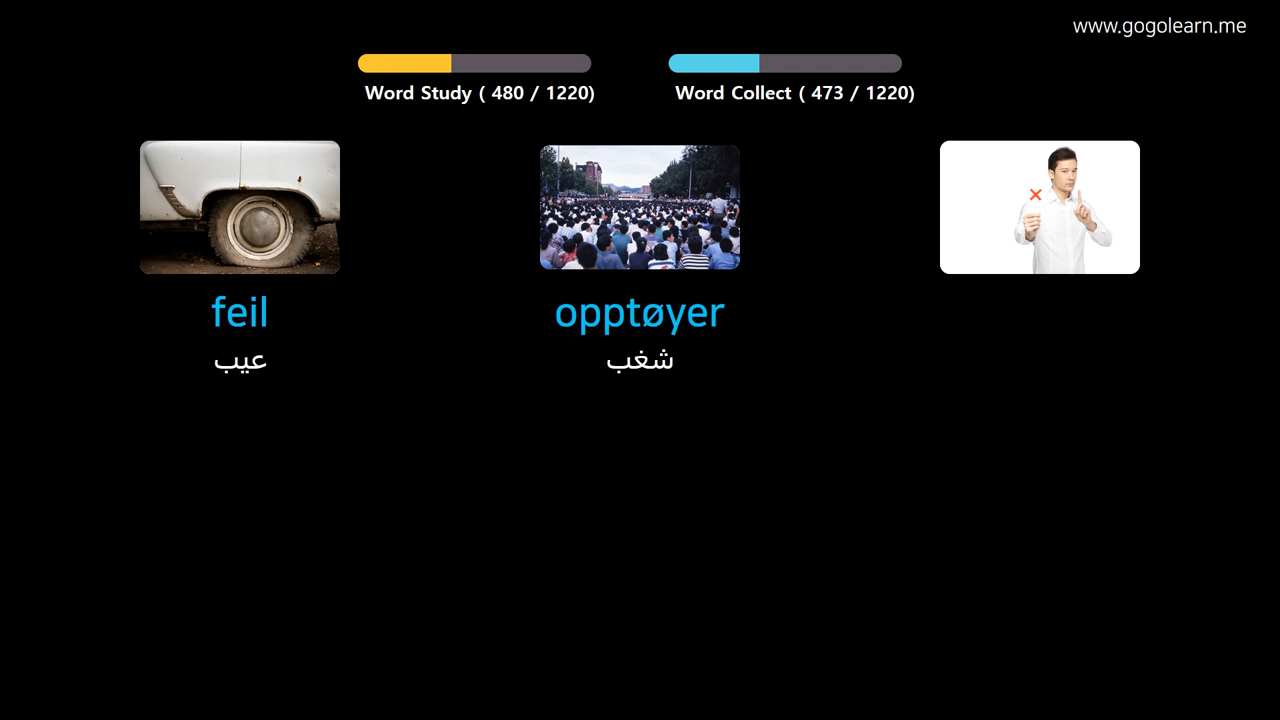 www.gogolearn.me
Word Study ( 480 / 1220)
Word Collect ( 473 / 1220)
feil
عيب
opptøyer
شغب